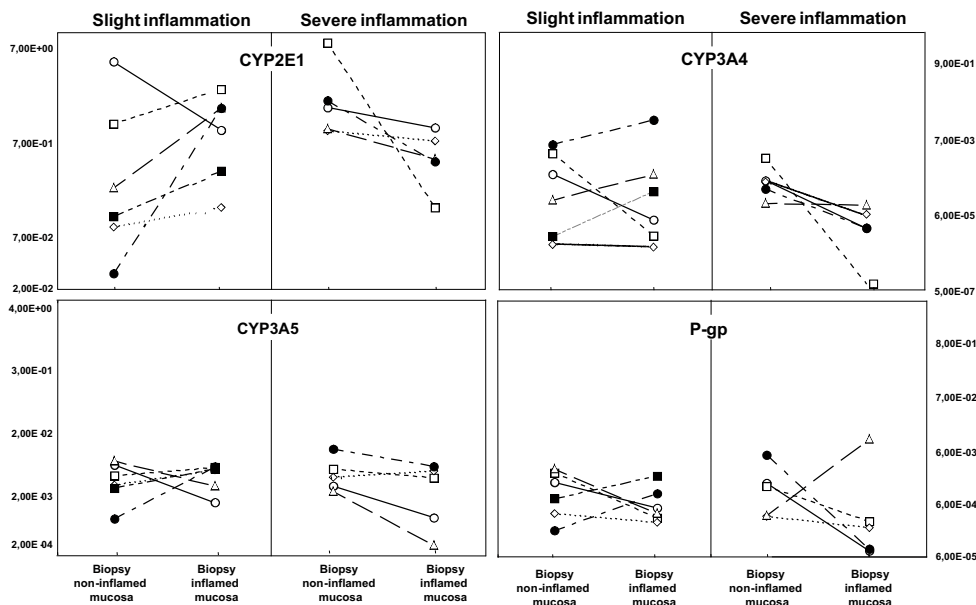 Slight inflammation
Severe inflammation
Slight inflammation
Severe inflammation
CYP2E1
7,00E+00
7,00E-01
7,00E-02
2,00E-02
CYP3A4
9,00E-01
7,00E-03
6,00E-05
5,00E-07
CYP3A5
4,00E+00
3,00E-01
2,00E-02
2,00E-03
2,00E-04
P-gp
8,00E-01
7,00E-02
6,00E-03
6,00E-04
6,00E-05
Biopsy
non-inflamed
mucosa
Biopsy
inflamed
mucosa
Biopsy
non-inflamed
mucosa
Biopsy
inflamed
mucosa
Biopsy
non-inflamed
mucosa
Biopsy
inflamed
mucosa
Biopsy
non-inflamed
mucosa
Biopsy
inflamed
mucosa